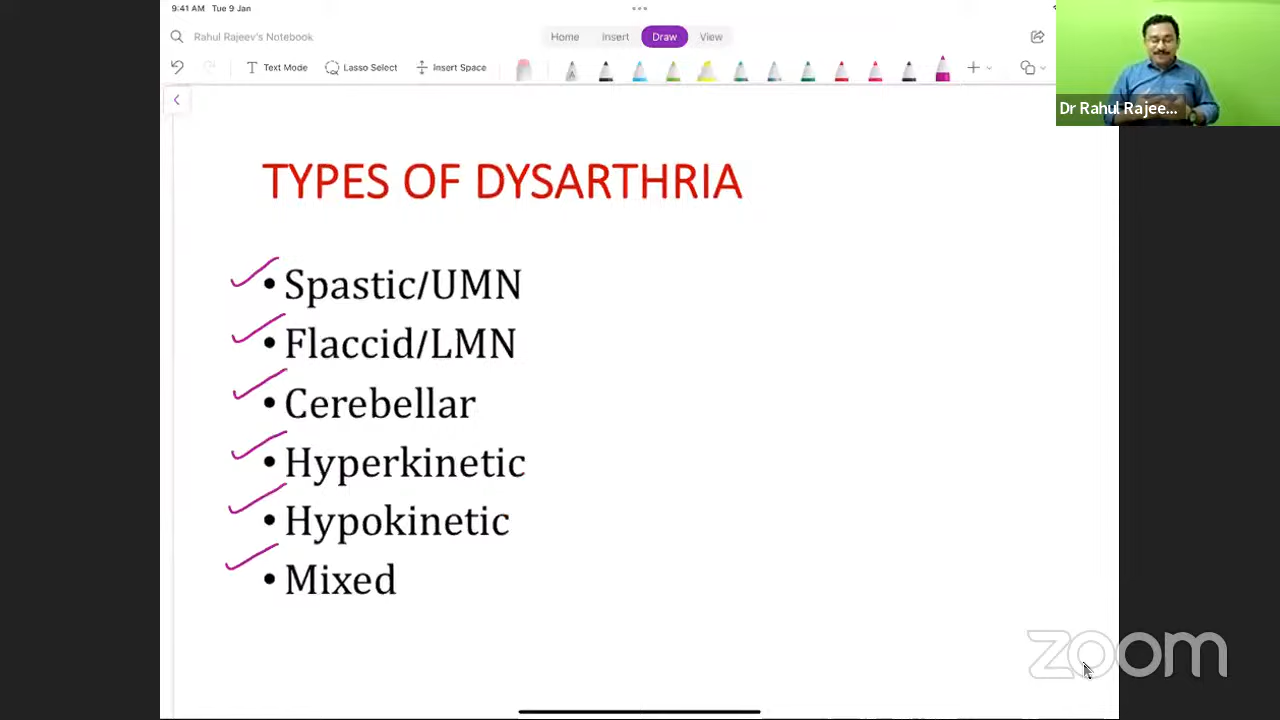 9:41 AM Tue 9 Jan
Rahul Rajeev's Notebook
Home Insert Draw View
Text Mode Lasso Select Insert Space
A
Dr Rahul Rajee...
TYPES OF DYSARTHRIA
• Spastic/UMN
• Flaccid/LMN
• Cerebellar
• Hyperkinetic
• Hypokinetic
• Mixed
zoom